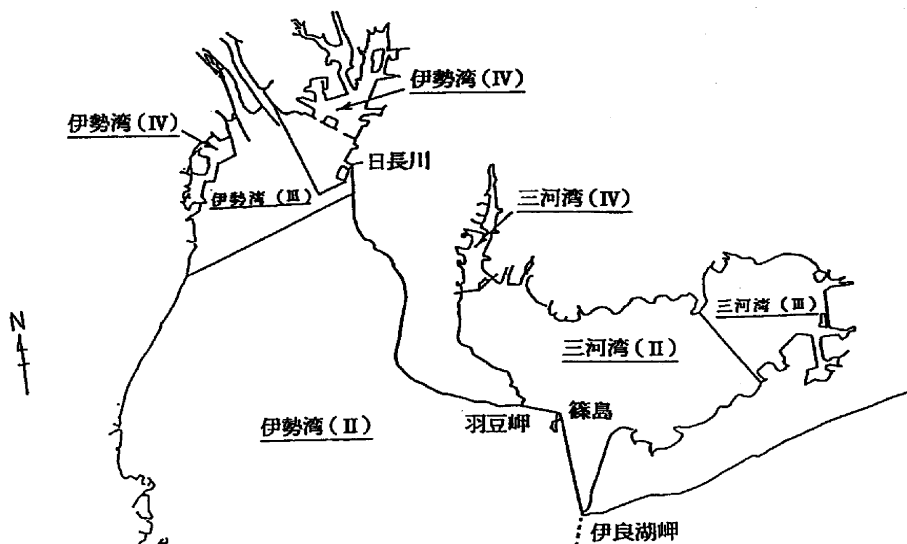 伊勢湾(Ⅳ)
伊勢湾(Ⅳ)
日長川
伊勢湾(Ⅲ)
三河湾(Ⅳ)
三河湾(Ⅲ)
N
三河湾(Ⅱ)
伊勢湾(Ⅱ)
羽豆岬
篠島
伊良湖岬